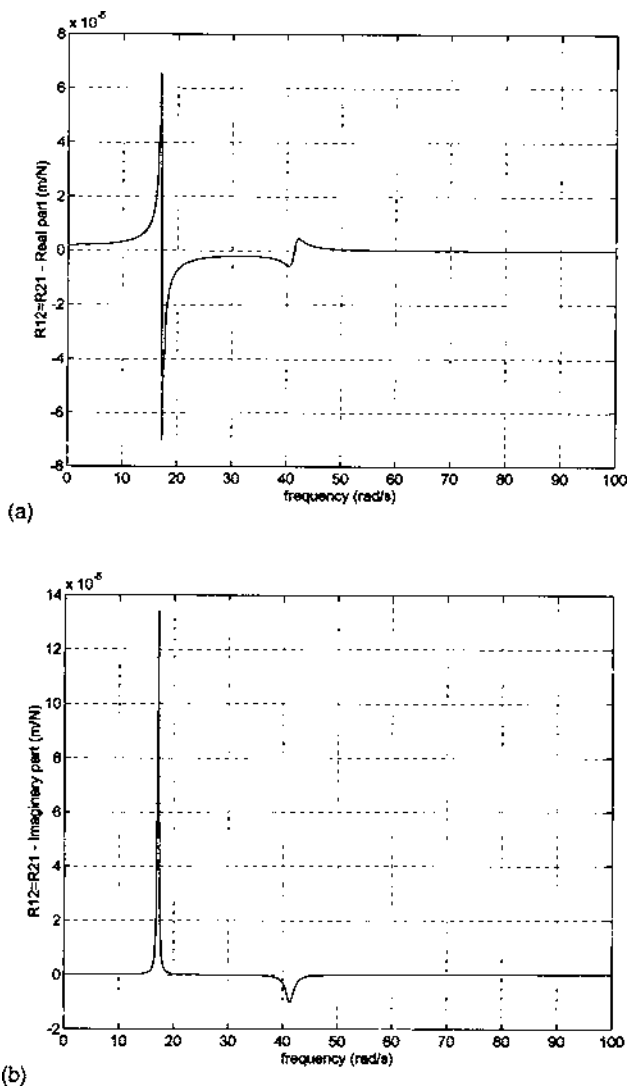 x 10⁻⁵
8
6
4
2
0
-2
-4
-6
-8
R12=R21 - Real part (m/N)
0 10 20 30 40 50 60 70 80 90 100
frequency (rad/s)
(a)
x 10⁻⁵
14
12
10
8
6
4
2
0
-2
R12=R21 - Imaginary part (m/N)
0 10 20 30 40 50 60 70 80 90 100
frequency (rad/s)
(b)